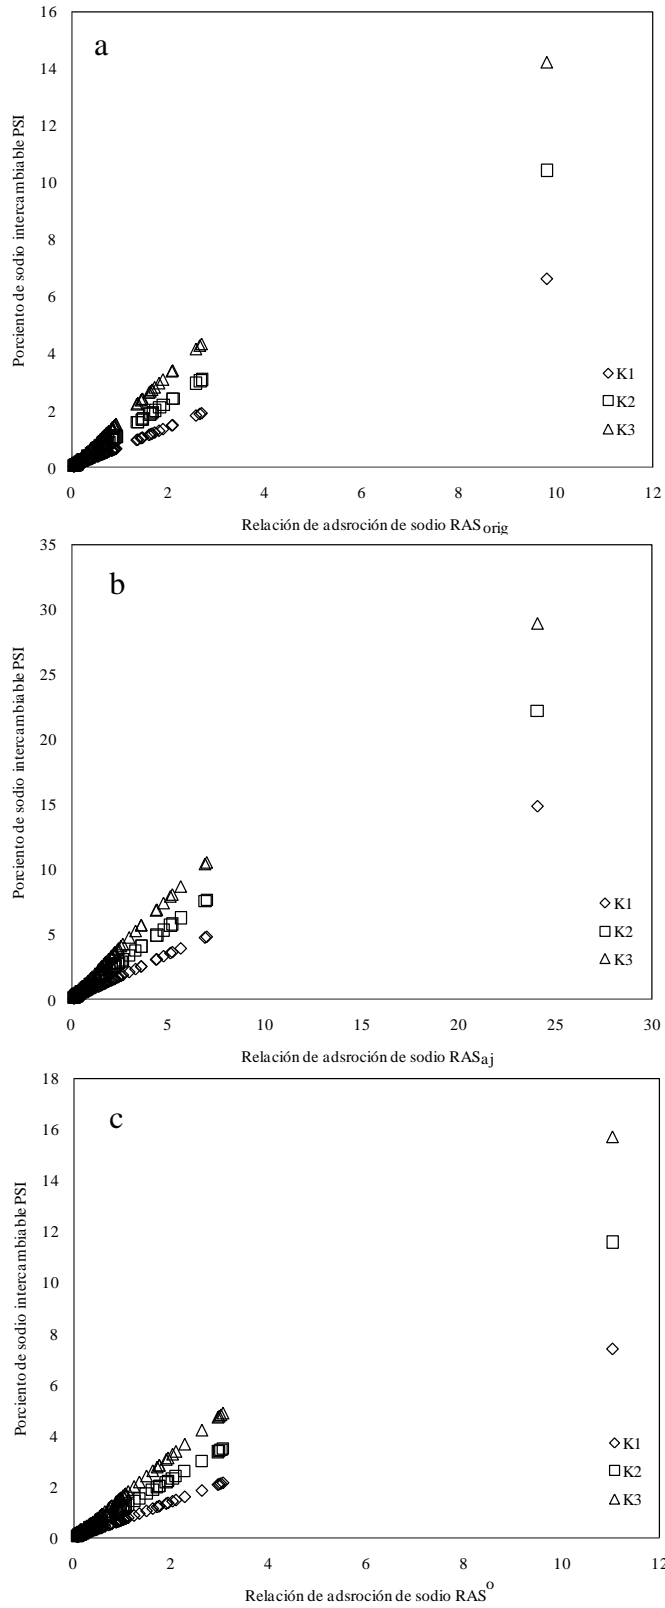 a
16
14
12
10
8
6
4
2
0
0 2 4 6 8 10 12
Porciento de sodio intercambiable PSI
K1
K2
K3
Relación de adsroción de sodio RASorig
b
35
30
25
20
15
10
5
0
0 5 10 15 20 25 30
Porciento de sodio intercambiable PSI
K1
K2
K3
Relación de adsroción de sodio RASaj
c
18
16
14
12
10
8
6
4
2
0
0 2 4 6 8 10 12
Porciento de sodio intercambiable PSI
K1
K2
K3
Relación de adsroción de sodio RASº